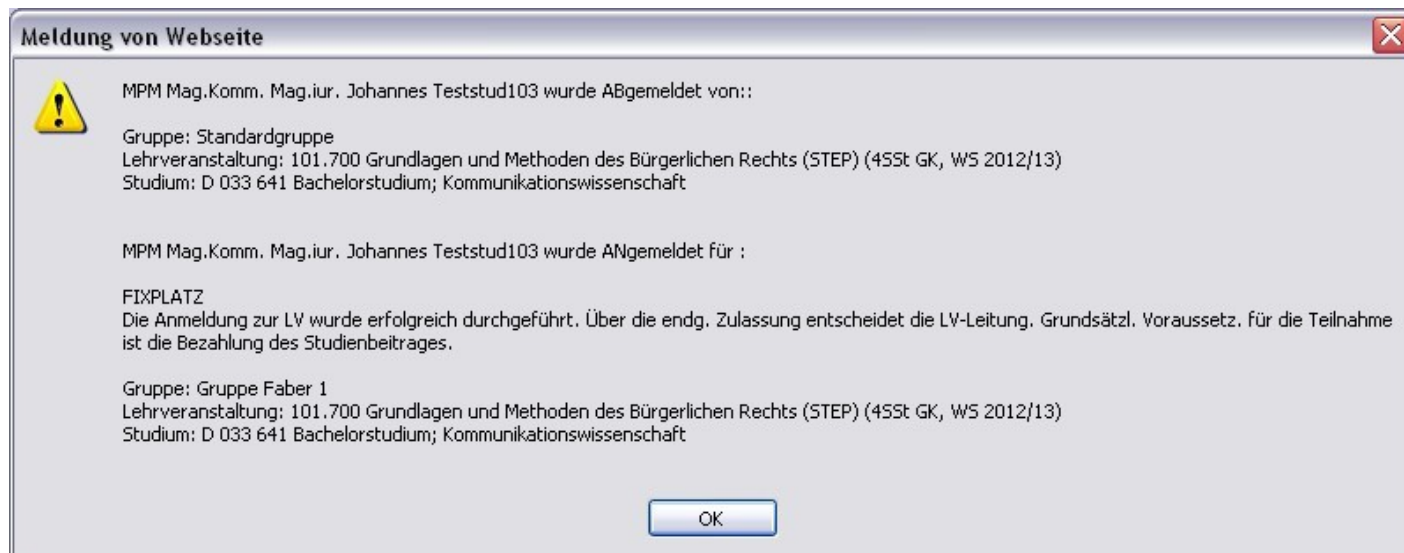 Meldung von Webseite
MPM Mag.Komm. Mag.iur. Johannes Teststud103 wurde ABgemeldet von::
Gruppe: Standardgruppe
Lehrveranstaltung: 101.700 Grundlagen und Methoden des Bürgerlichen Rechts (STEP) (4SSt GK, WS 2012/13)
Studium: D 033 641 Bachelorstudium; Kommunikationswissenschaft
MPM Mag.Komm. Mag.iur. Johannes Teststud103 wurde ANgemeldet für :
FIXPLATZ
Die Anmeldung zur LV wurde erfolgreich durchgeführt. Über die endg. Zulassung entscheidet die LV-Leitung. Grundsätzl. Voraussetz. für die Teilnahme
ist die Bezahlung des Studienbeitrages.
Gruppe: Gruppe Faber 1
Lehrveranstaltung: 101.700 Grundlagen und Methoden des Bürgerlichen Rechts (STEP) (4SSt GK, WS 2012/13)
Studium: D 033 641 Bachelorstudium; Kommunikationswissenschaft
OK